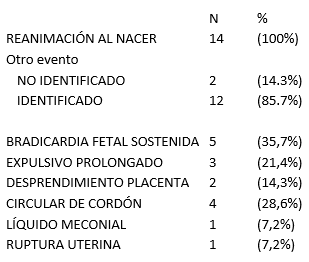 N %
REANIMACIÓN AL NACER 14 (100%)
Otro evento
NO IDENTIFICADO 2 (14.3%)
IDENTIFICADO 12 (85.7%)
BRADICARDIA FETAL SOSTENIDA 5 (35,7%)
EXPULSIVO PROLONGADO 3 (21,4%)
DESPRENDIMIENTO PLACENTA 2 (14,3%)
CIRCULAR DE CORDÓN 4 (28,6%)
LÍQUIDO MECONIAL 1 (7,2%)
RUPTURA UTERINA 1 (7,2%)